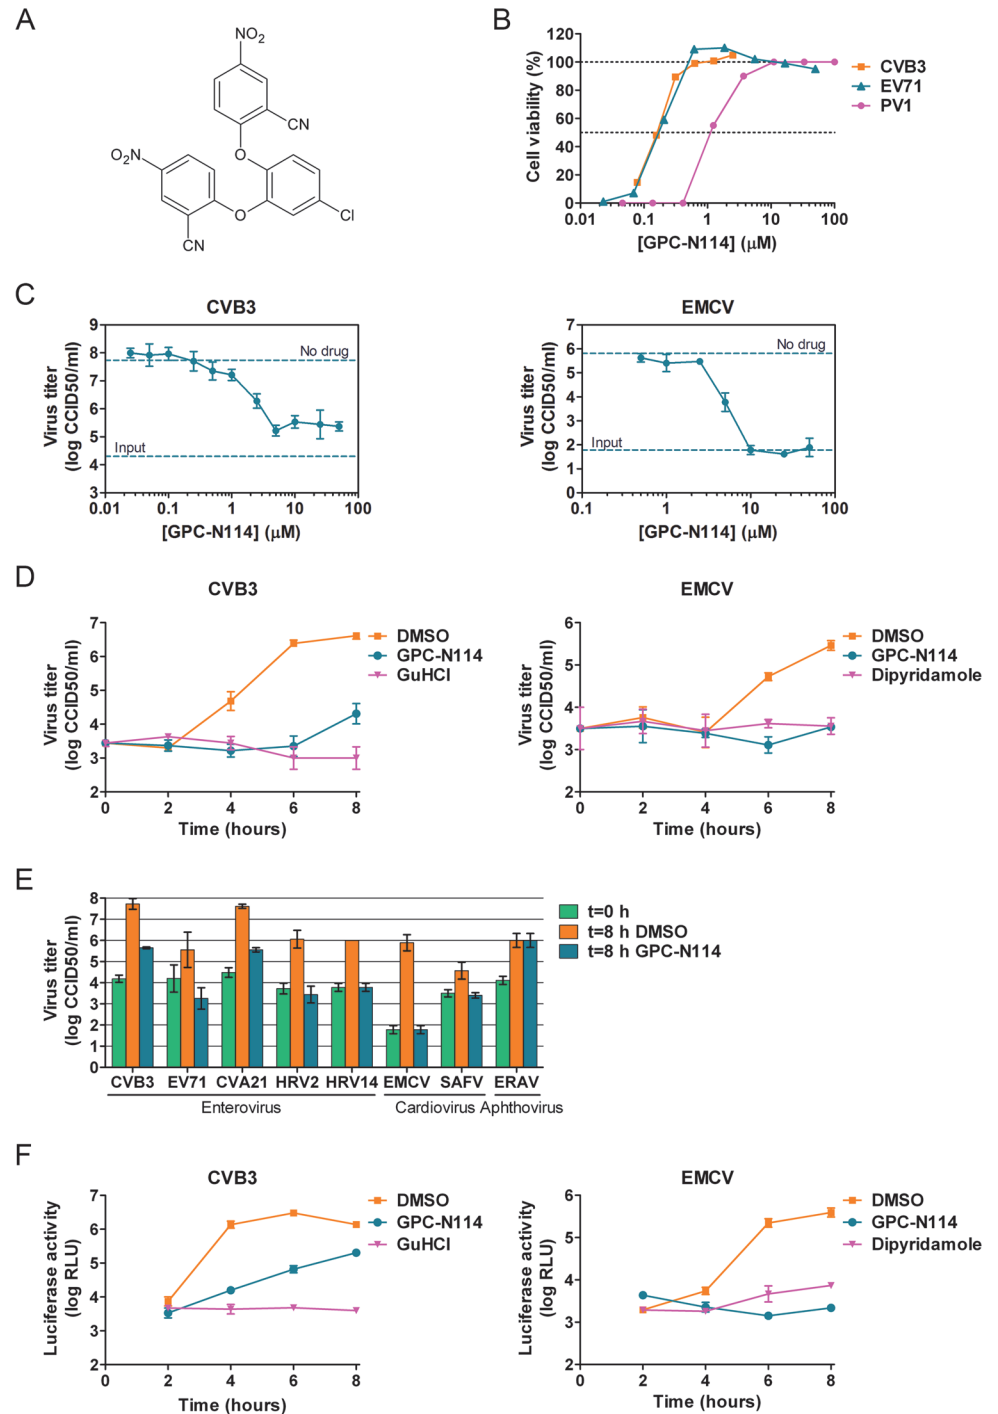 A
NO2
CN
O
NO2
O
Cl
CN
B
120
100
80
60
40
20
0
Cell viability (%)
0.01 0.1 1 10 100
[GPC-N114] (μM)
CVB3
EV71
PV1
C
CVB3
9
8
7
6
5
4
3
Virus titer
(log CCID50/ml)
No drug
Input
0.01 0.1 1 10 100
[GPC-N114] (μM)
EMCV
7
6
5
4
3
2
1
0
Virus titer
(log CCID50/ml)
No drug
Input
0.1 1 10 100
[GPC-N114] (μM)
D
CVB3
7
6
5
4
3
2
Virus titer
(log CCID50/ml)
0 2 4 6 8
Time (hours)
DMSO
GPC-N114
GuHCl
EMCV
6
5
4
3
2
Virus titer
(log CCID50/ml)
0 2 4 6 8
Time (hours)
DMSO
GPC-N114
Dipyridamole
E
8
7
6
5
4
3
2
1
0
Virus titer
(log CCID50/ml)
t=0 h
t=8 h DMSO
t=8 h GPC-N114
CVB3 EV71 CVA21 HRV2 HRV14 EMCV SAFV ERAV
Enterovirus Cardiovirus Aphthovirus
F
CVB3
7
6
5
4
3
2
Luciferase activity
(log RLU)
0 2 4 6 8
Time (hours)
DMSO
GPC-N114
GuHCl
EMCV
6
5
4
3
2
Luciferase activity
(log RLU)
0 2 4 6 8
Time (hours)
DMSO
GPC-N114
Dipyridamole